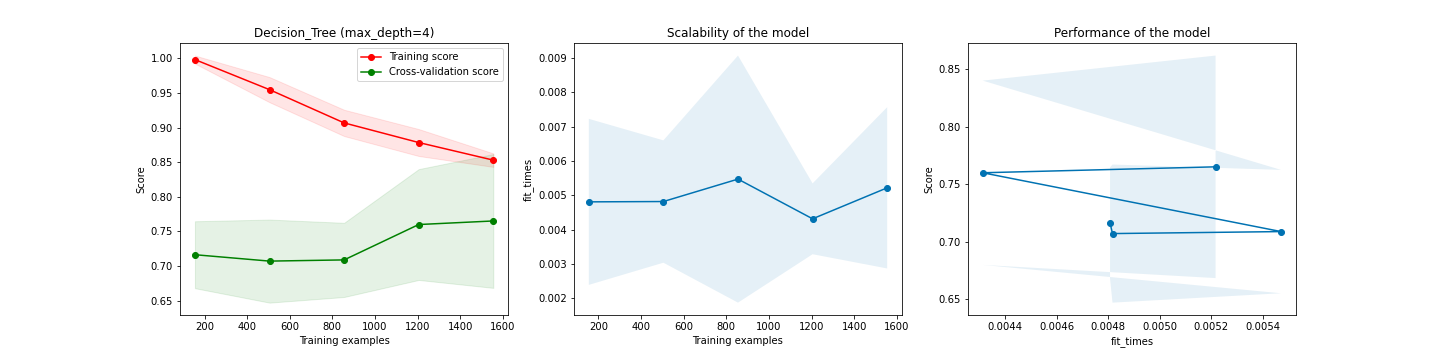 Decision_Tree (max_depth=4)
Training score
Cross-validation score
1.00
0.95
0.90
0.85
0.80
0.75
0.70
0.65
Score
200 400 600 800 1000 1200 1400 1600
Training examples
Scalability of the model
0.009
0.008
0.007
0.006
0.005
0.004
0.003
0.002
fit_times
200 400 600 800 1000 1200 1400 1600
Training examples
Performance of the model
0.85
0.80
0.75
0.70
0.65
Score
0.0044 0.0046 0.0048 0.0050 0.0052 0.0054
fit_times